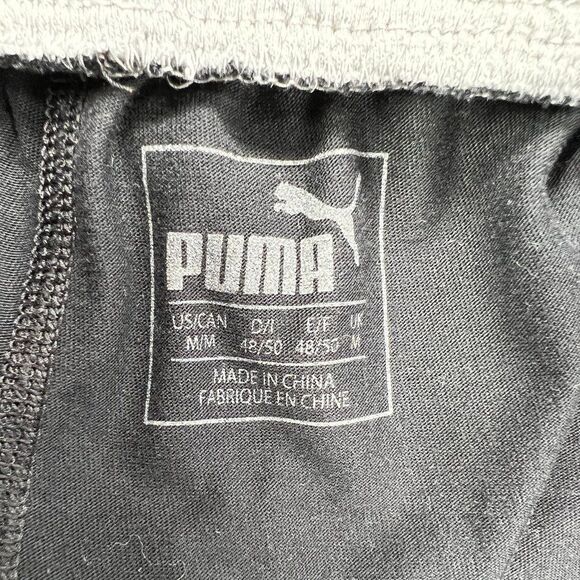 PUMA
US/CAN D/I E/F UK
M/M 48/50 48/50 M
MADE IN CHINA
FABRIQUE EN CHINE